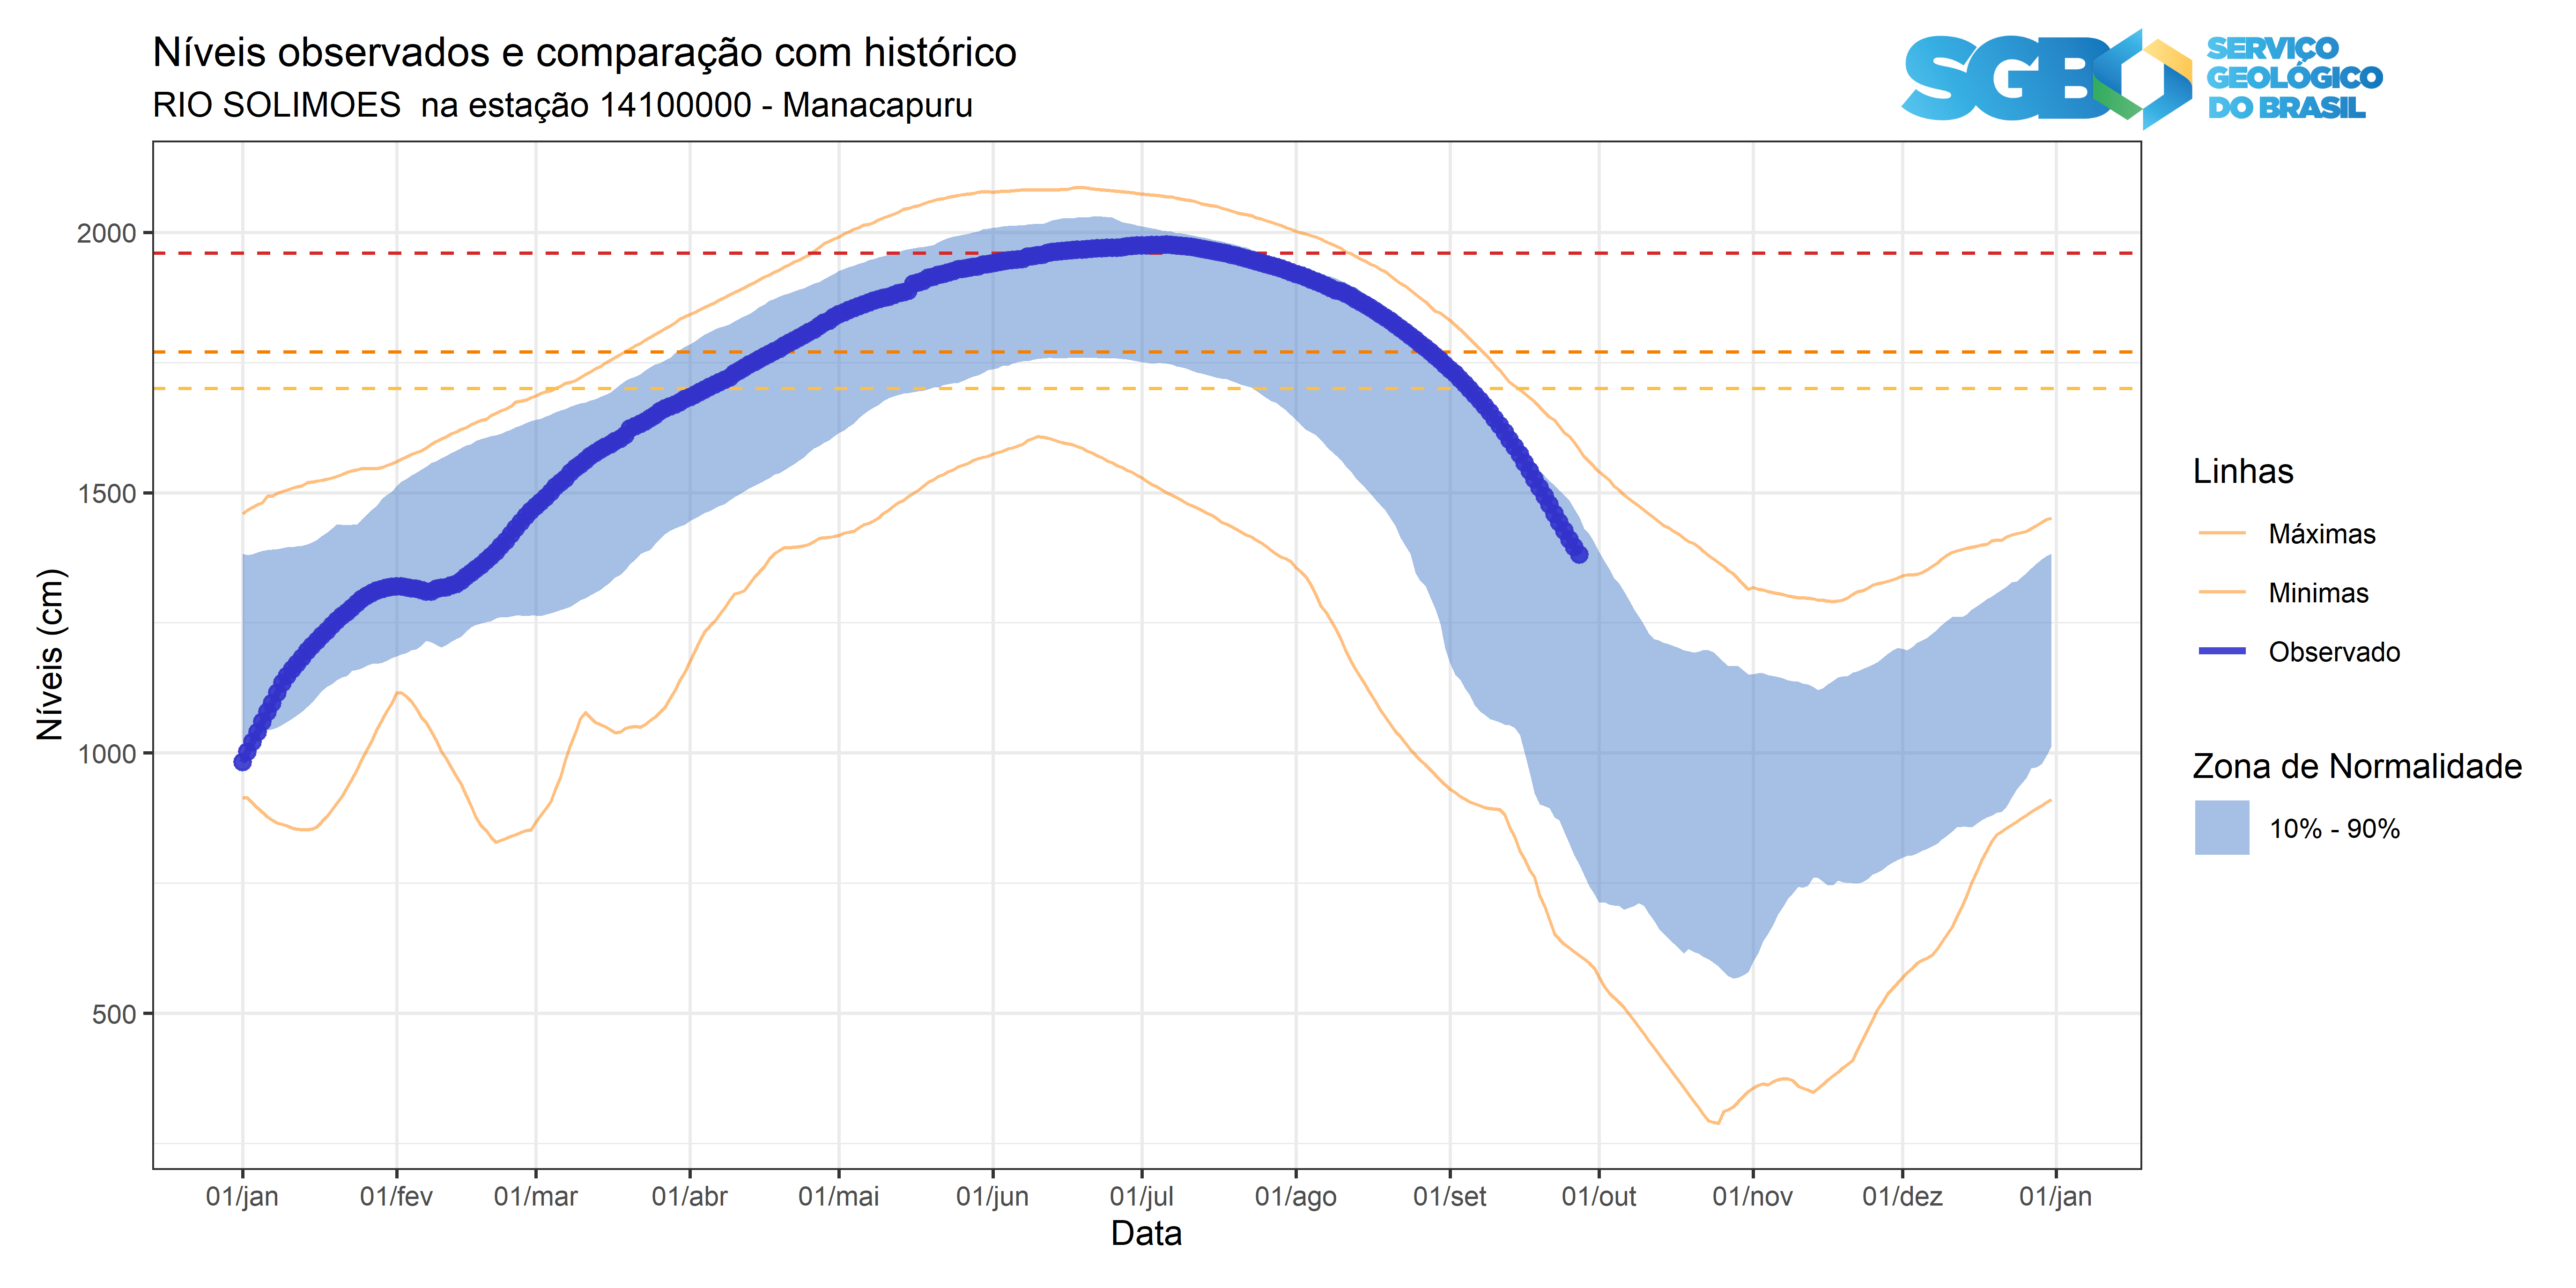 Níveis observados e comparação com histórico
RIO SOLIMOES  na estação 14100000 - Manacapuru
SGB
SERVIÇO
GEOLÓGICO
DO BRASIL
Níveis (cm)
2000
1500
1000
500
01/jan
01/fev
01/mar
01/abr
01/mai
01/jun
01/jul
01/ago
01/set
01/out
01/nov
01/dez
01/jan
Data
Linhas
Máximas
Minimas
Observado
Zona de Normalidade
10% - 90%